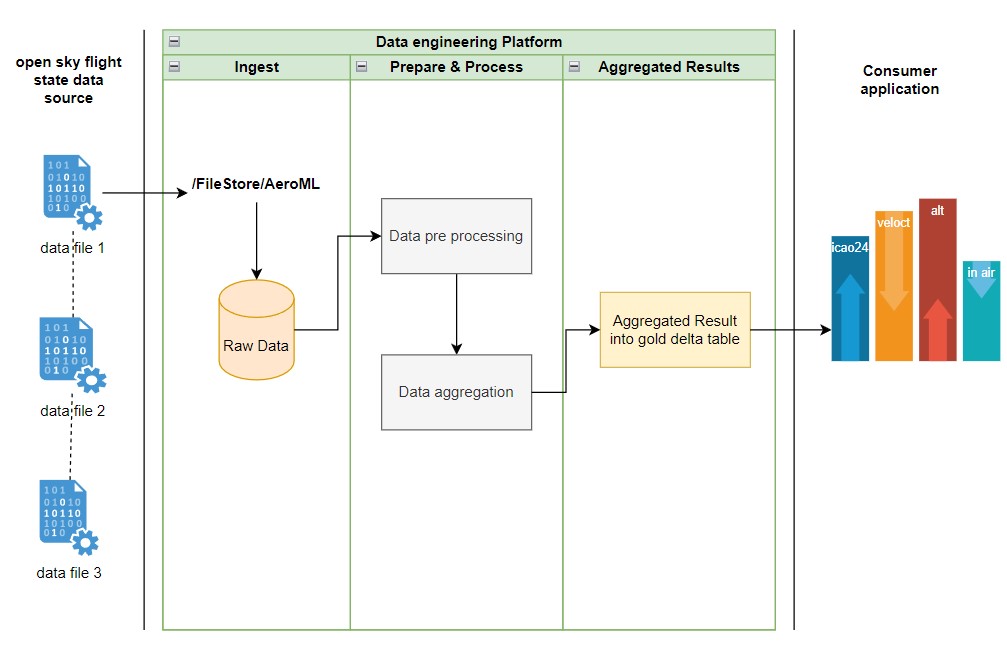 Data engineering Platform
open sky flight
state data
source
Ingest
Prepare & Process
Aggregated Results
Consumer
application
101
01010
10110
10100
010
data file 1
/FileStore/AeroML
Raw Data
Data pre processing
Data aggregation
Aggregated Result
into gold delta table
icao24
veloct
alt
in air
101
01010
10110
10100
010
data file 2
101
01010
10110
10100
010
data file 3